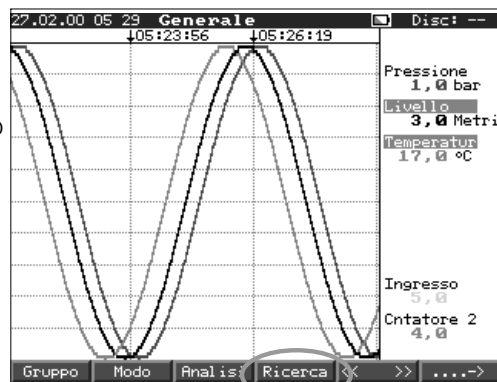 27.02.00 05 29 Generale Disc: --
05:23:56 05:26:19
Pressione
1,0 bar
Livello
3,0 Metri
Temperatur
17,0 °C
Ingresso
5,0
Cntatore 2
4,0
Gruppo Modo Analisi Ricerca << >> ....->